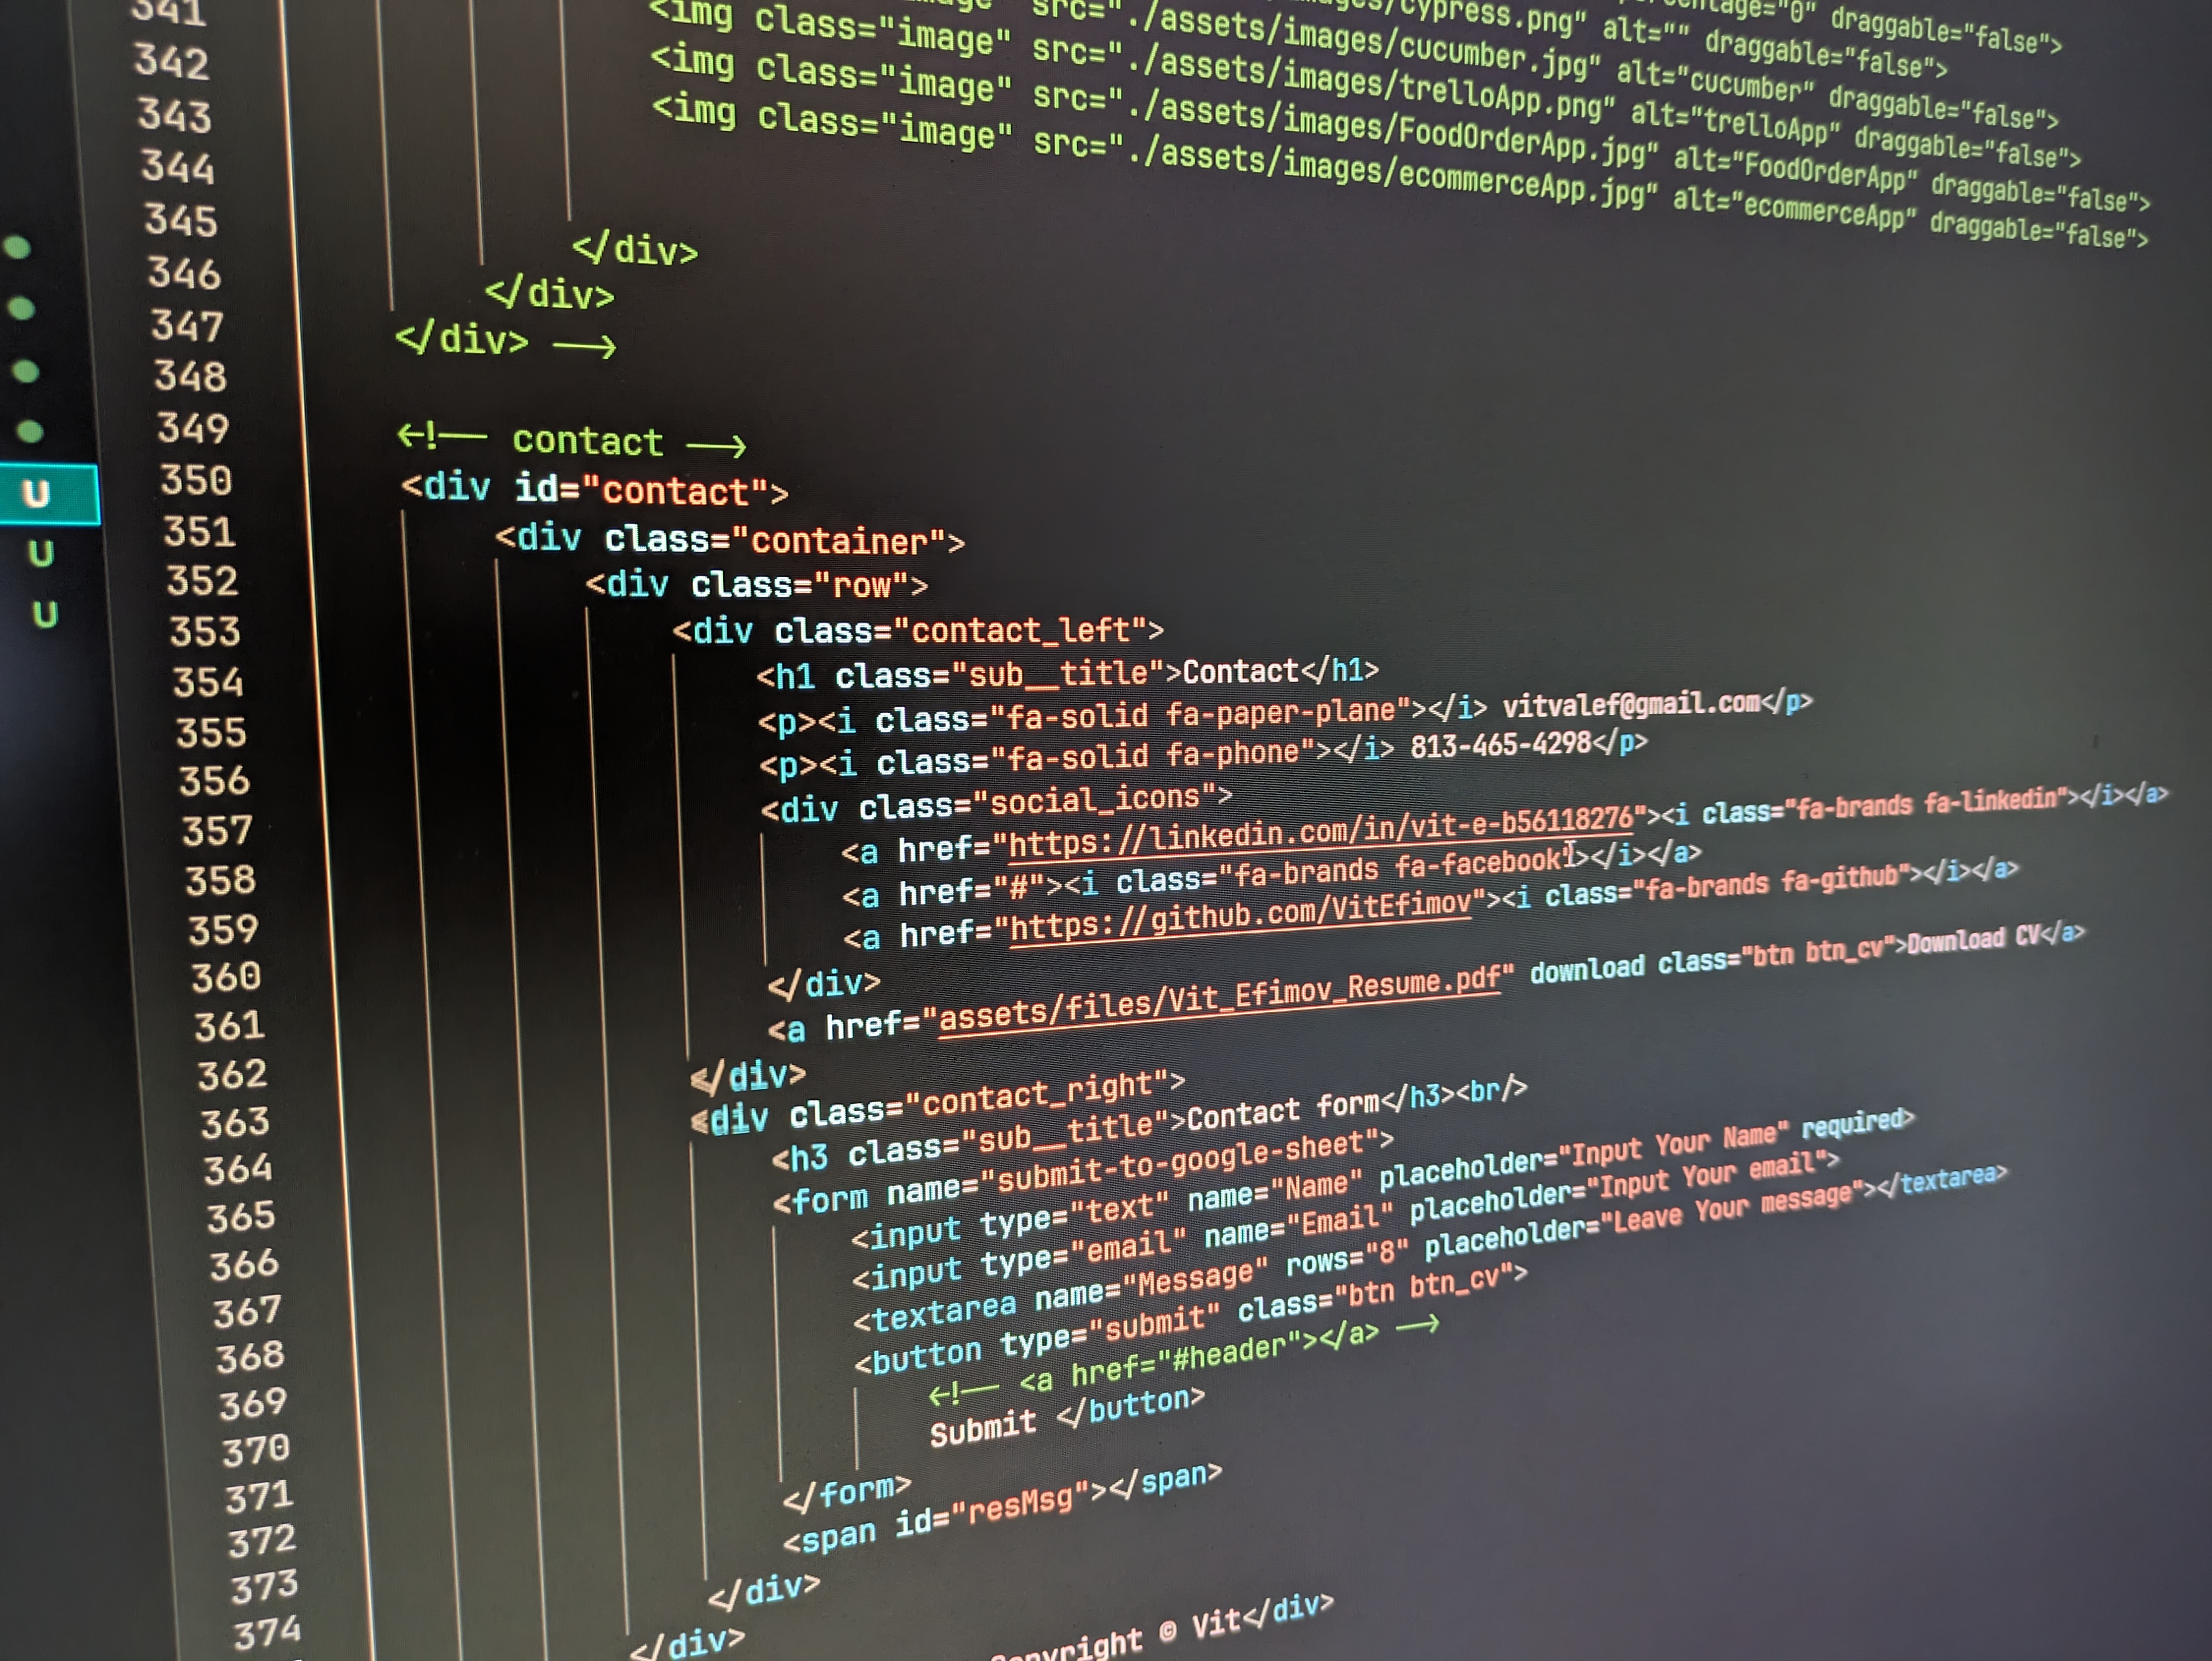 341
draggable="false">
342 <img class="image" src="./assets/images/cypress.png" alt="" draggable="false">
343 <img class="image" src="./assets/images/cucumber.jpg" alt="cucumber" draggable="false">
344 <img class="image" src="./assets/images/trelloApp.png" alt="trelloApp" draggable="false">
345 src="./assets/images/FoodOrderApp.jpg" alt="FoodOrderApp" draggable="false">
src="./assets/images/ecommerceApp.jpg" alt="ecommerceApp" draggable="false">
346 </div>
347 </div>
348 </div> -->
349 <!-- contact -->
350 <div id="contact">
351 <div class="container">
352 <div class="row">
353 <div class="contact_left">
354 <h1 class="sub__title">Contact</h1>
355 <p><i class="fa-solid fa-paper-plane"></i> vitvalef@gmail.com</p>
356 <p><i class="fa-solid fa-phone"></i> 813-465-4298</p>
357 <div class="social_icons">
358 <a href="https://linkedin.com/in/vit-e-b56118276"><i class="fa-brands fa-linkedin"></i></a>
359 <a href="#"><i class="fa-brands fa-facebook"></i></a>
360 <a href="https://github.com/VitEfimov"><i class="fa-brands fa-github"></i></a>
361 </div>
362 <a href="assets/files/Vit_Efimov_Resume.pdf" download class="btn btn_cv">Download CV</a>
363 </div>
364 <div class="contact_right">
365 <h3 class="sub__title">Contact form</h3><br/>
366 <form name="submit-to-google-sheet">
367 <input type="text" name="Name" placeholder="Input Your Name" required>
368 <input type="email" name="Email" placeholder="Input Your email">
369 <textarea name="Message" rows="8" placeholder="Leave Your message"></textarea>
370 <button type="submit" class="btn btn_cv">
371 <!-- <a href="#header"></a> -->
372 Submit </button>
373 </form>
374 <span id="resMsg"></span>
</div>
</div>
Copyright © Vit</div>
U
U
U